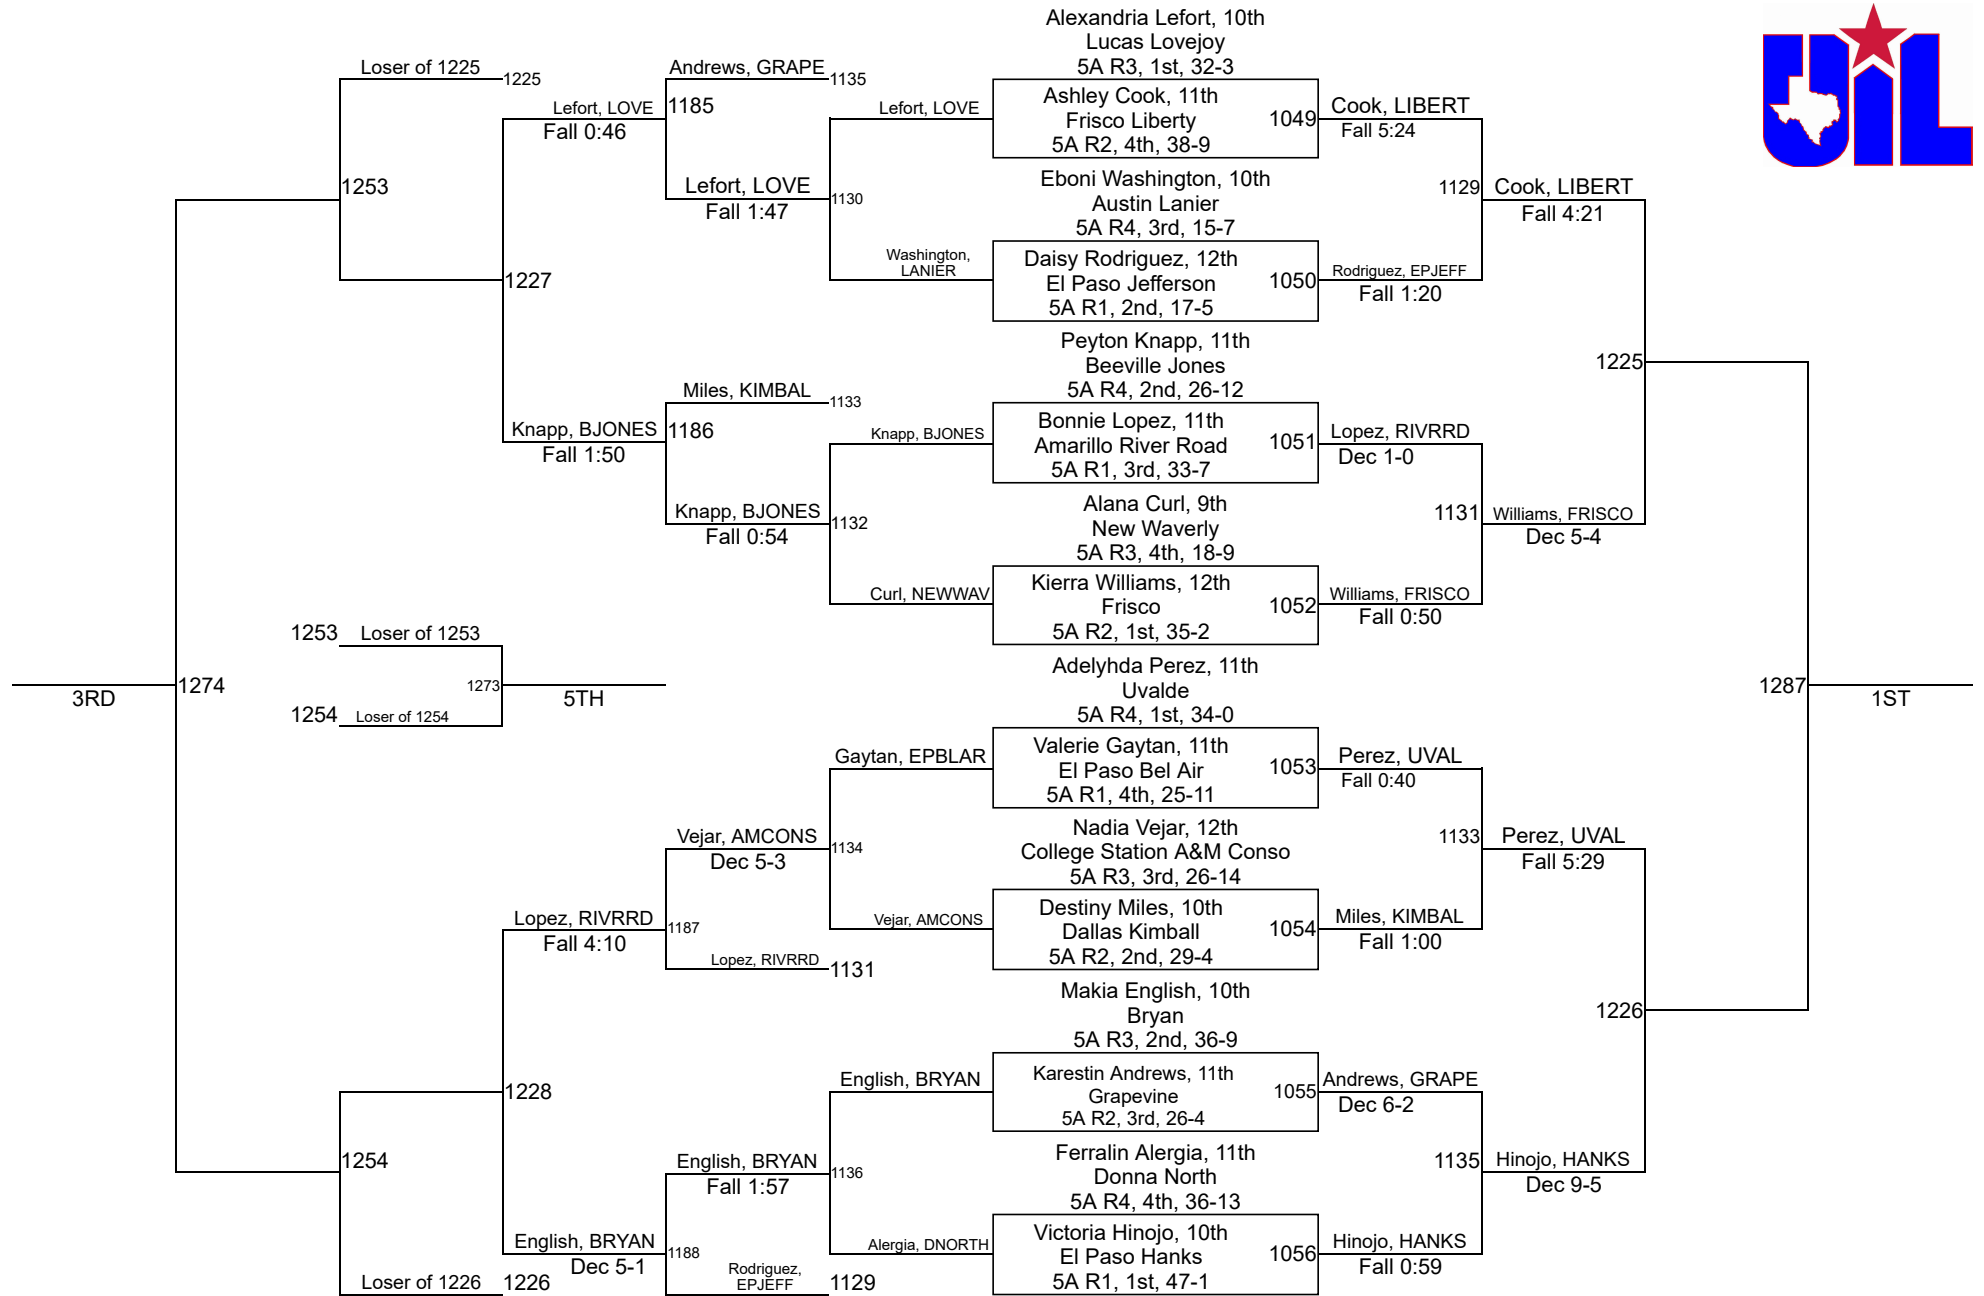 Alexandria Lefort, 10th
Lucas Lovejoy
5A R3, 1st, 32-3
Ashley Cook, 11th
Frisco Liberty
5A R2, 4th, 38-9
1049
Eboni Washington, 10th
Austin Lanier
5A R4, 3rd, 15-7
Daisy Rodriguez, 12th
El Paso Jefferson
5A R1, 2nd, 17-5
1050
Peyton Knapp, 11th
Beeville Jones
5A R4, 2nd, 26-12
Bonnie Lopez, 11th
Amarillo River Road
5A R1, 3rd, 33-7
1051
Alana Curl, 9th
New Waverly
5A R3, 4th, 18-9
Kierra Williams, 12th
Frisco
5A R2, 1st, 35-2
1052
Adelyhda Perez, 11th
Uvalde
5A R4, 1st, 34-0
Valerie Gaytan, 11th
El Paso Bel Air
5A R1, 4th, 25-11
1053
Nadia Vejar, 12th
College Station A&M Conso
5A R3, 3rd, 26-14
Destiny Miles, 10th
Dallas Kimball
5A R2, 2nd, 29-4
1054
Makia English, 10th
Bryan
5A R3, 2nd, 36-9
Karestin Andrews, 11th
Grapevine
5A R2, 3rd, 26-4
1055
Ferralin Alergia, 11th
Donna North
5A R4, 4th, 36-13
Victoria Hinojo, 10th
El Paso Hanks
5A R1, 1st, 47-1
1056
Cook, LIBERT
Fall 5:24
Rodriguez, EPJEFF
Fall 1:20
Lopez, RIVRRD
Dec 1-0
Williams, FRISCO
Fall 0:50
Perez, UVAL
Fall 0:40
Miles, KIMBAL
Fall 1:00
Andrews, GRAPE
Dec 6-2
Hinojo, HANKS
Fall 0:59
1129
Cook, LIBERT
Fall 4:21
1131
Williams, FRISCO
Dec 5-4
1133
Perez, UVAL
Fall 5:29
1135
Hinojo, HANKS
Dec 9-5
1225
1226
1287
1ST
UIL
Lefort, LOVE
Washington,
LANIER
Knapp, BJONES
Curl, NEWWAV
Gaytan, EPBLAR
Vejar, AMCONS
English, BRYAN
Alergia, DNORTH
Andrews, GRAPE
1135
Lefort, LOVE
Fall 1:47
1130
Miles, KIMBAL
1133
Knapp, BJONES
Fall 0:54
1132
Vejar, AMCONS
Dec 5-3
1134
Lopez, RIVRRD
1131
English, BRYAN
Fall 1:57
1136
Rodriguez,
EPJEFF
1129
Lefort, LOVE
Fall 0:46
1185
Knapp, BJONES
Fall 1:50
1186
Lopez, RIVRRD
Fall 4:10
1187
English, BRYAN
Dec 5-1
1188
Loser of 1225
1225
1227
1228
Loser of 1226
1226
1253
1254
1253
Loser of 1253
1254
Loser of 1254
1273
5TH
1274
3RD